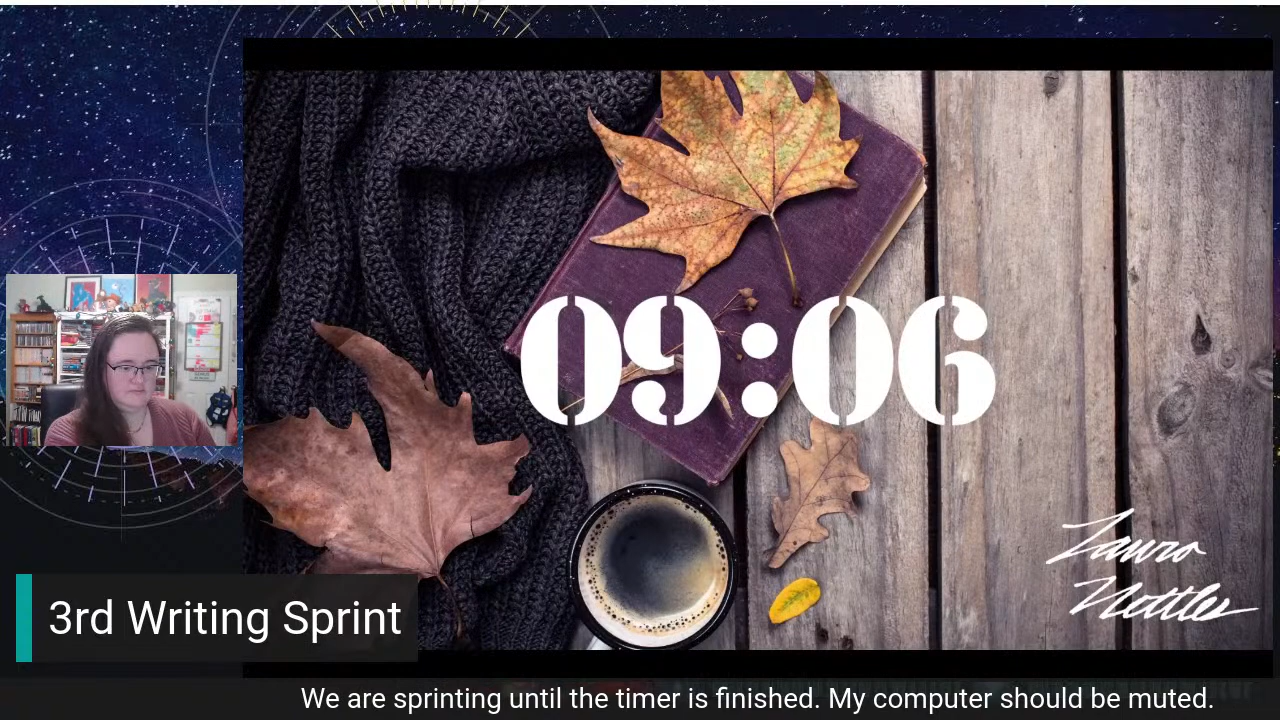 09:06
Laura
Nettles
3rd Writing Sprint
We are sprinting until the timer is finished. My computer should be muted.